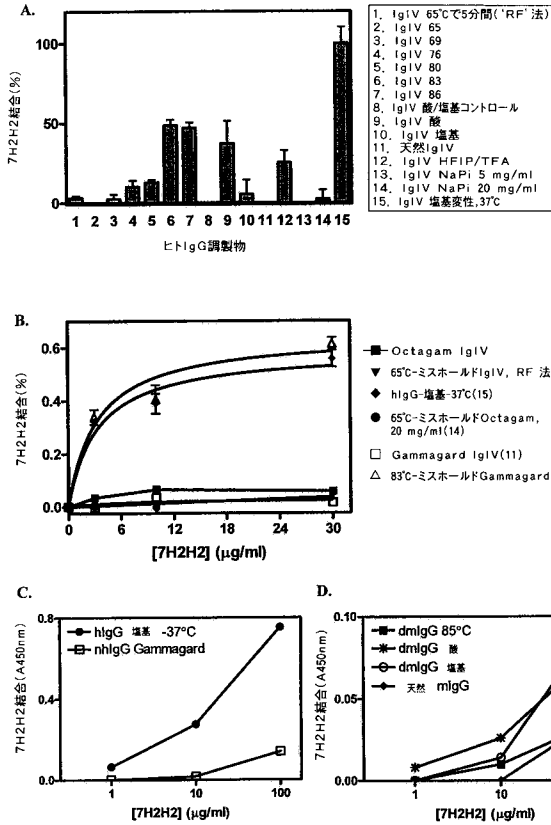 A.
7H2H2結合(%)
100
50
0
1 2 3 4 5 6 7 8 9 10 11 12 13 14 15
ヒトIgG調製物
1. IgIV 65℃で5分間('RF' 法)
2. IgIV 65
3. IgIV 69
4. IgIV 76
5. IgIV 80
6. IgIV 83
7. IgIV 86
8. IgIV 酸/塩基コントロール
9. IgIV 酸
10. IgIV 塩基
11. 天然IgIV
12. IgIV HFIP/TFA
13. IgIV NaPi 5 mg/ml
14. IgIV NaPi 20 mg/ml
15. IgIV 塩基変性,37℃
B.
7H2H2結合(%)
0.6
0.4
0.2
0.0
0 6 12 18 24 30
[7H2H2] (μg/ml)
Octagam IgIV
65℃-ミスホールドIgIV, RF 法
hIgG-塩基-37℃(15)
65℃-ミスホールドOctagam,
20 mg/ml(14)
Gammagard IgIV(11)
83℃-ミスホールドGammagard
C.
7H2H2結合(A450nm)
0.8
0.4
0.0
hIgG 塩基 -37°C
nhIgG Gammagard
1 10 100
[7H2H2] (μg/ml)
D.
7H2H2結合(A450nm)
0.10
0.05
0.00
dmIgG 85°C
dmIgG 酸
dmIgG 塩基
天然 mIgG
1 10
[7H2H2] (μg/ml)